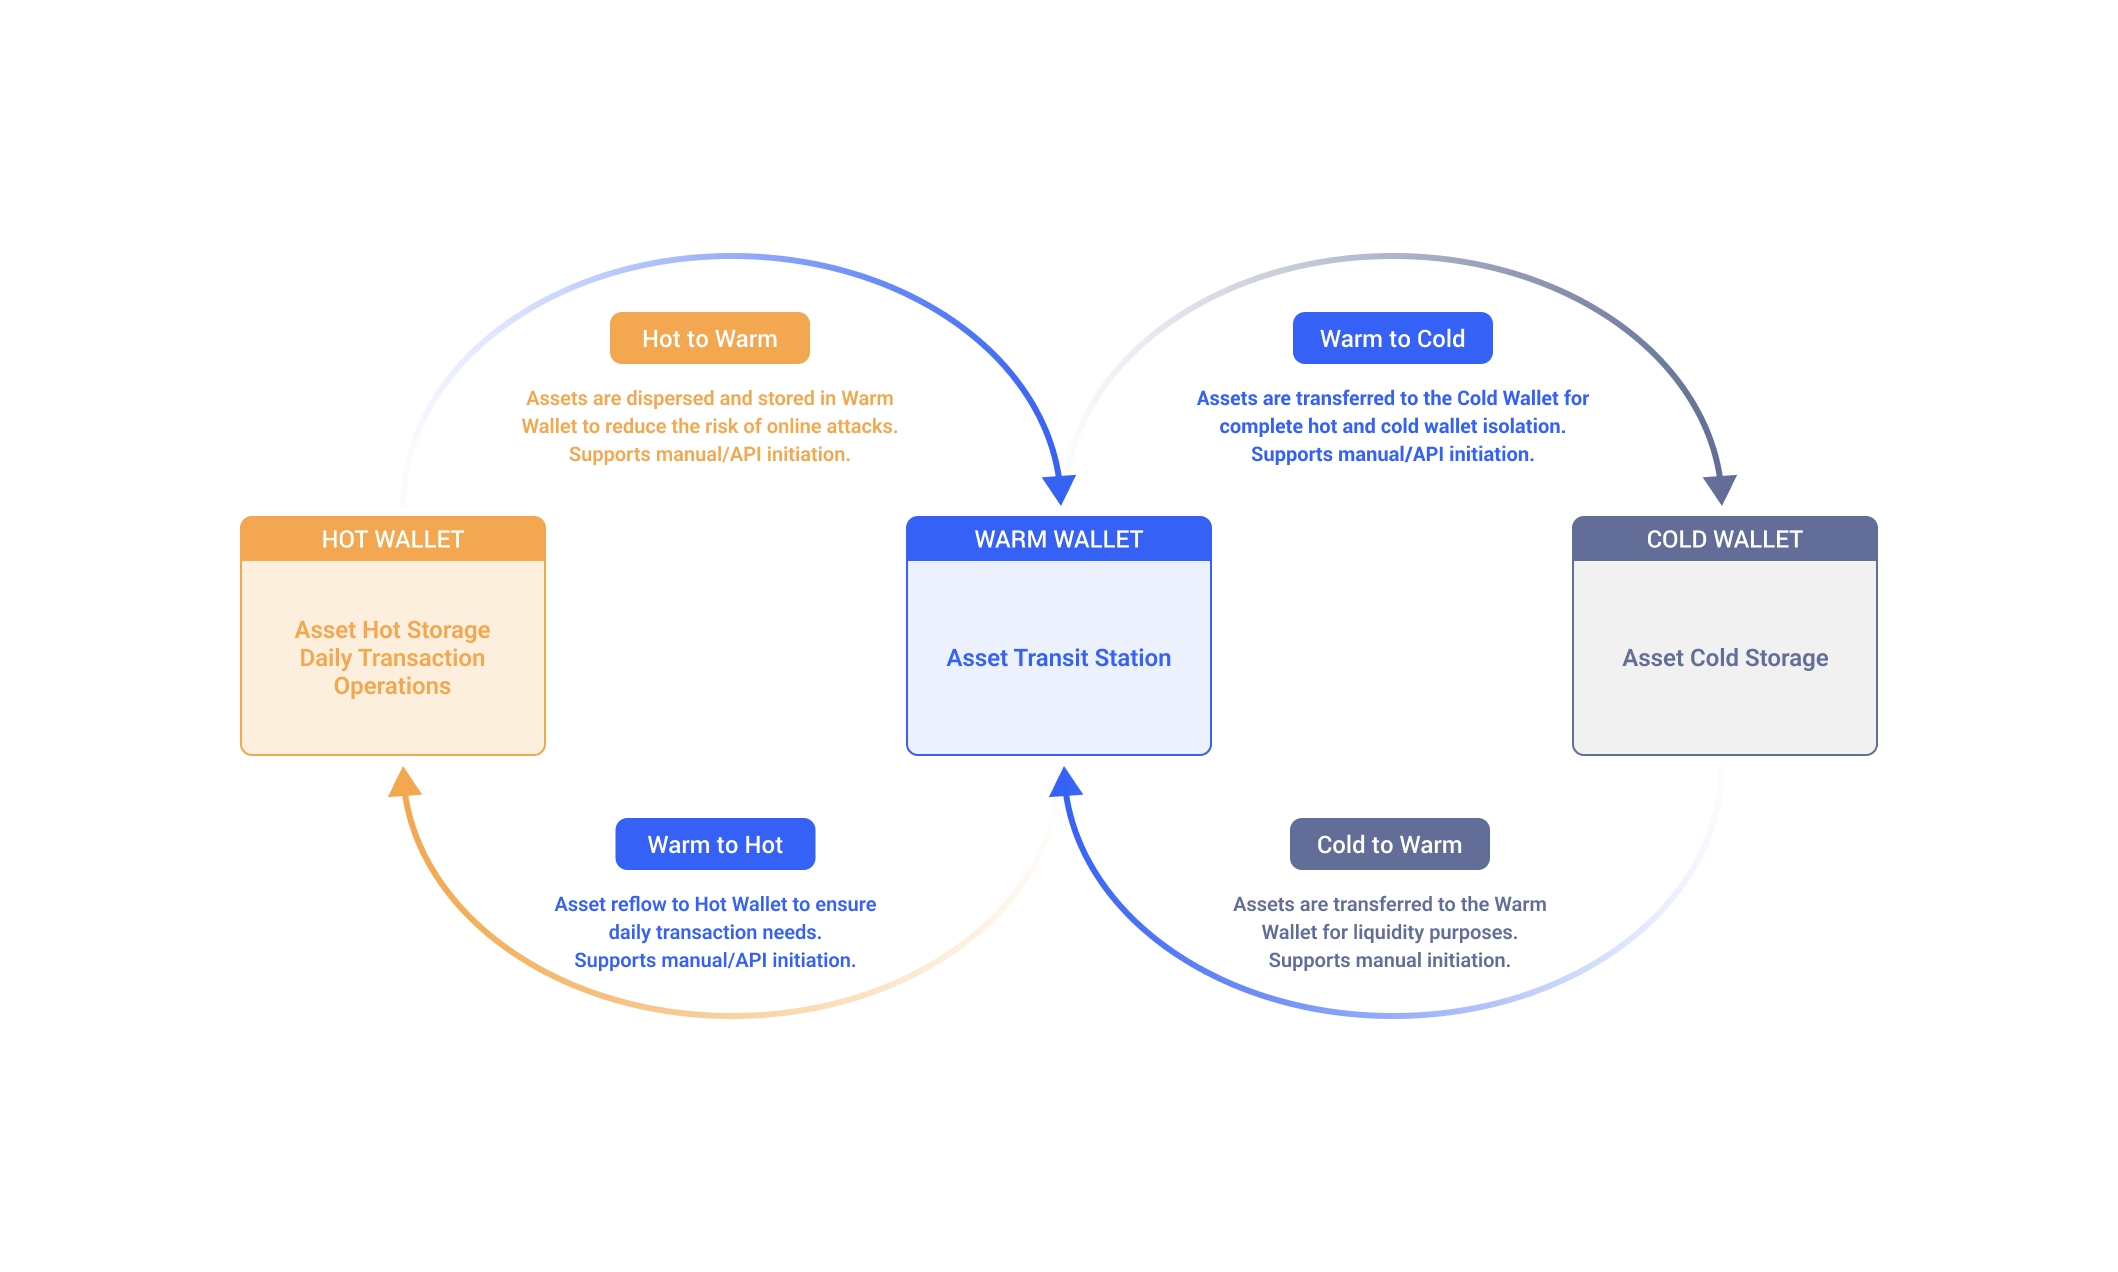 Hot to Warm
Assets are dispersed and stored in Warm
Wallet to reduce the risk of online attacks.
Supports manual/API initiation.
Warm to Cold
Assets are transferred to the Cold Wallet for
complete hot and cold wallet isolation.
Supports manual/API initiation.
HOT WALLET
Asset Hot Storage
Daily Transaction
Operations
WARM WALLET
Asset Transit Station
COLD WALLET
Asset Cold Storage
Warm to Hot
Asset reflow to Hot Wallet to ensure
daily transaction needs.
Supports manual/API initiation.
Cold to Warm
Assets are transferred to the Warm
Wallet for liquidity purposes.
Supports manual initiation.